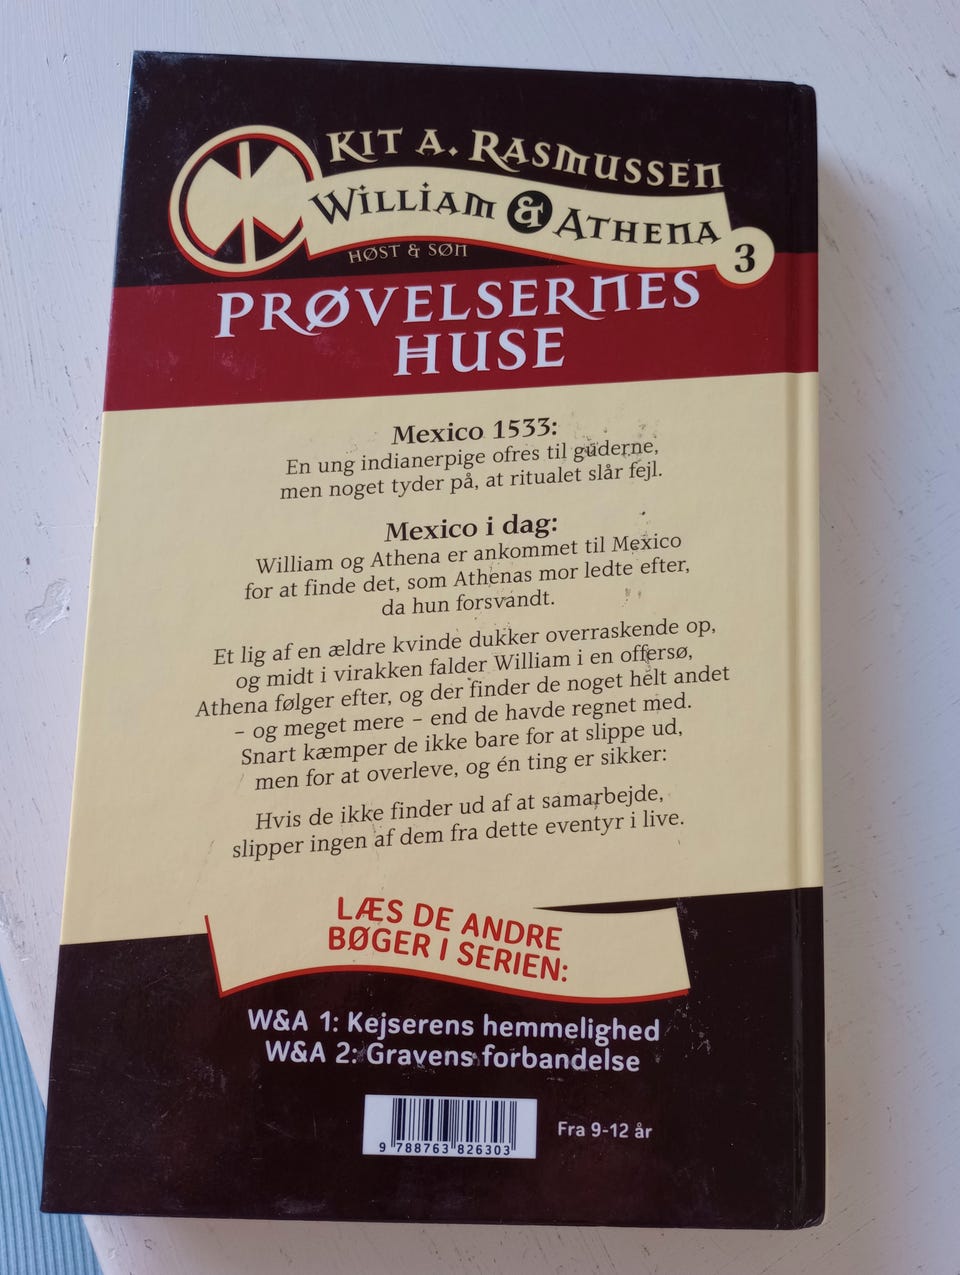 KIT A. RASMUSSEN
WILLIAM & ATHENA
3
HØST & SØN
PRØVELSERNES
HUSE
Mexico 1533:
En ung indianerpige ofres til guderne,
men noget tyder på, at ritualet slår fejl.
Mexico i dag:
William og Athena er ankommet til Mexico
for at finde det, som Athenas mor ledte efter,
da hun forsvandt.
Et lig af en ældre kvinde dukker overraskende op,
og midt i virakken falder William i en offersø,
Athena følger efter, og der finder de noget helt andet
– og meget mere – end de havde regnet med.
Snart kæmper de ikke bare for at slippe ud,
men for at overleve, og én ting er sikker:
Hvis de ikke finder ud af at samarbejde,
slipper ingen af dem fra dette eventyr i live.
LÆS DE ANDRE
BØGER I SERIEN:
W&A 1: Kejserens hemmelighed
W&A 2: Gravens forbandelse
9 788763 826303
Fra 9-12 år